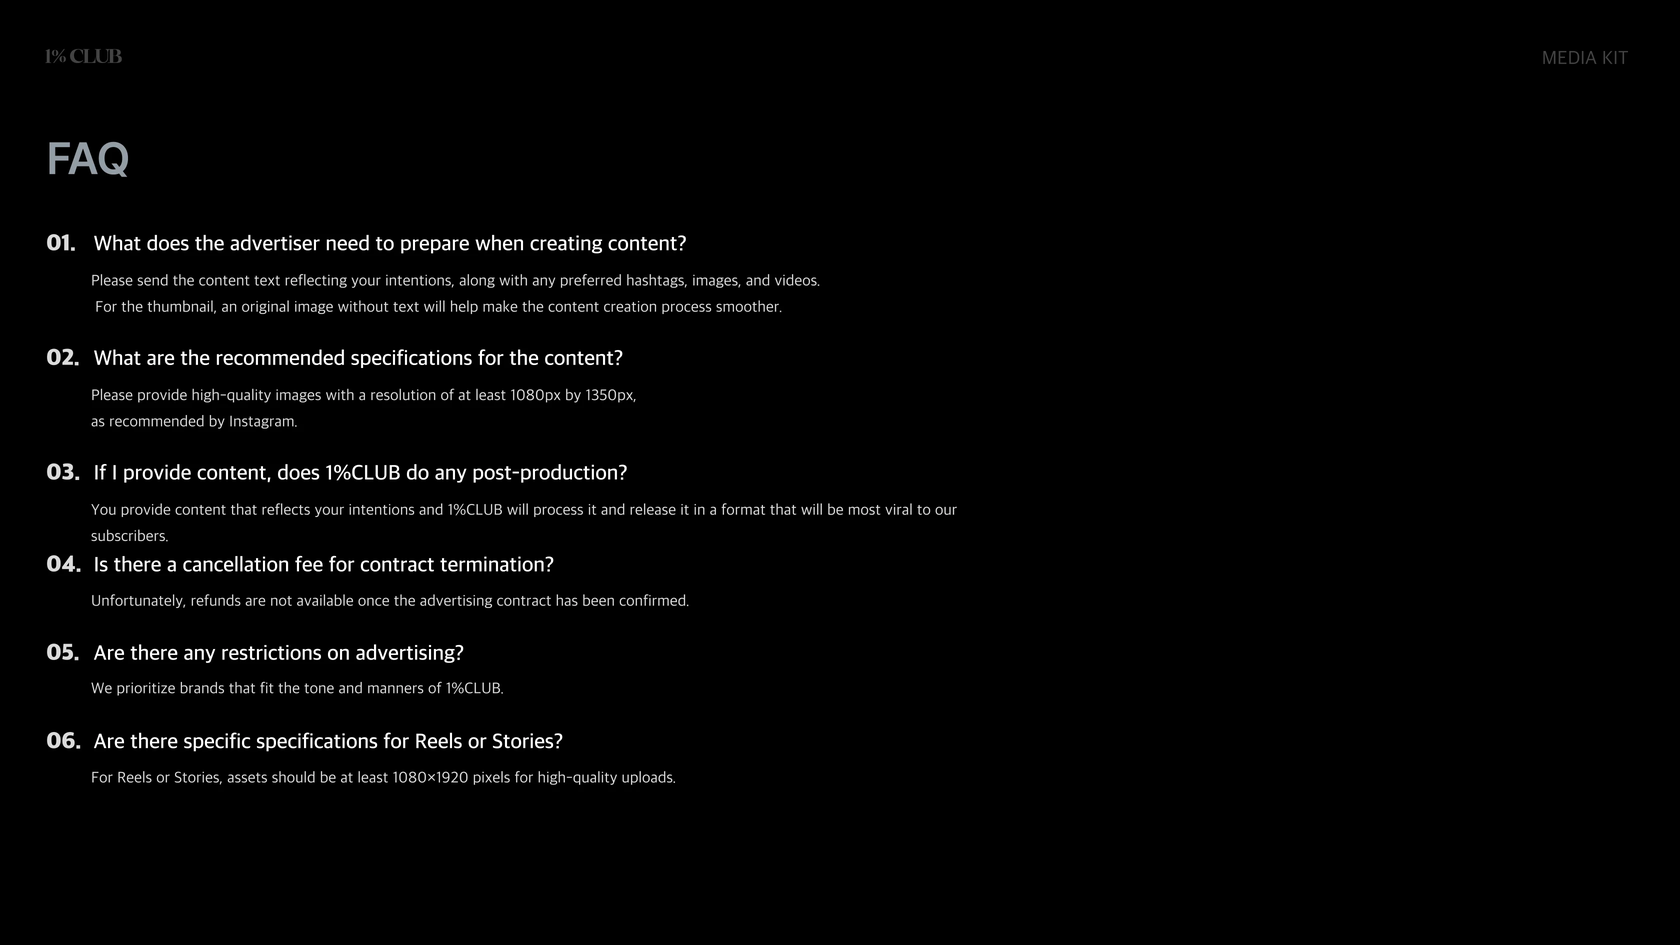 1% CLUB
MEDIA KIT
FAQ
01. What does the advertiser need to prepare when creating content?
Please send the content text reflecting your intentions, along with any preferred hashtags, images, and videos.
For the thumbnail, an original image without text will help make the content creation process smoother.
02. What are the recommended specifications for the content?
Please provide high-quality images with a resolution of at least 1080px by 1350px,
as recommended by Instagram.
03. If I provide content, does 1%CLUB do any post-production?
You provide content that reflects your intentions and 1%CLUB will process it and release it in a format that will be most viral to our
subscribers.
04. Is there a cancellation fee for contract termination?
Unfortunately, refunds are not available once the advertising contract has been confirmed.
05. Are there any restrictions on advertising?
We prioritize brands that fit the tone and manners of 1%CLUB.
06. Are there specific specifications for Reels or Stories?
For Reels or Stories, assets should be at least 1080×1920 pixels for high-quality uploads.